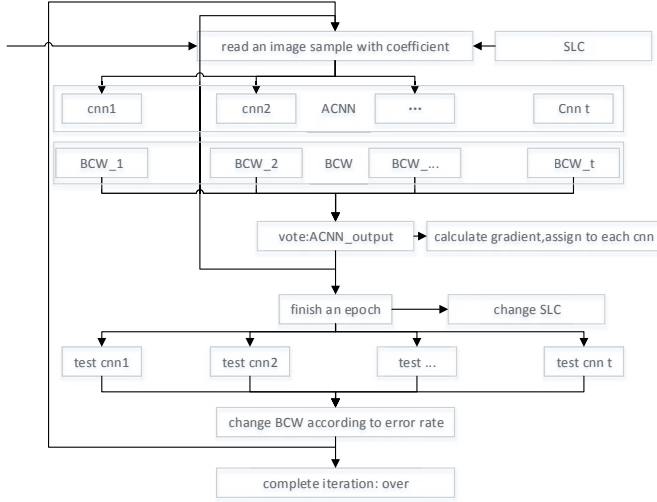 read an image sample with coefficient
SLC
cnn1
cnn2
ACNN
...
Cnn t
BCW_1
BCW_2
BCW
BCW_...
BCW_t
vote:ACNN_output
calculate gradient,assign to each cnn
finish an epoch
change SLC
test cnn1
test cnn2
test ...
test cnn t
change BCW according to error rate
complete iteration: over